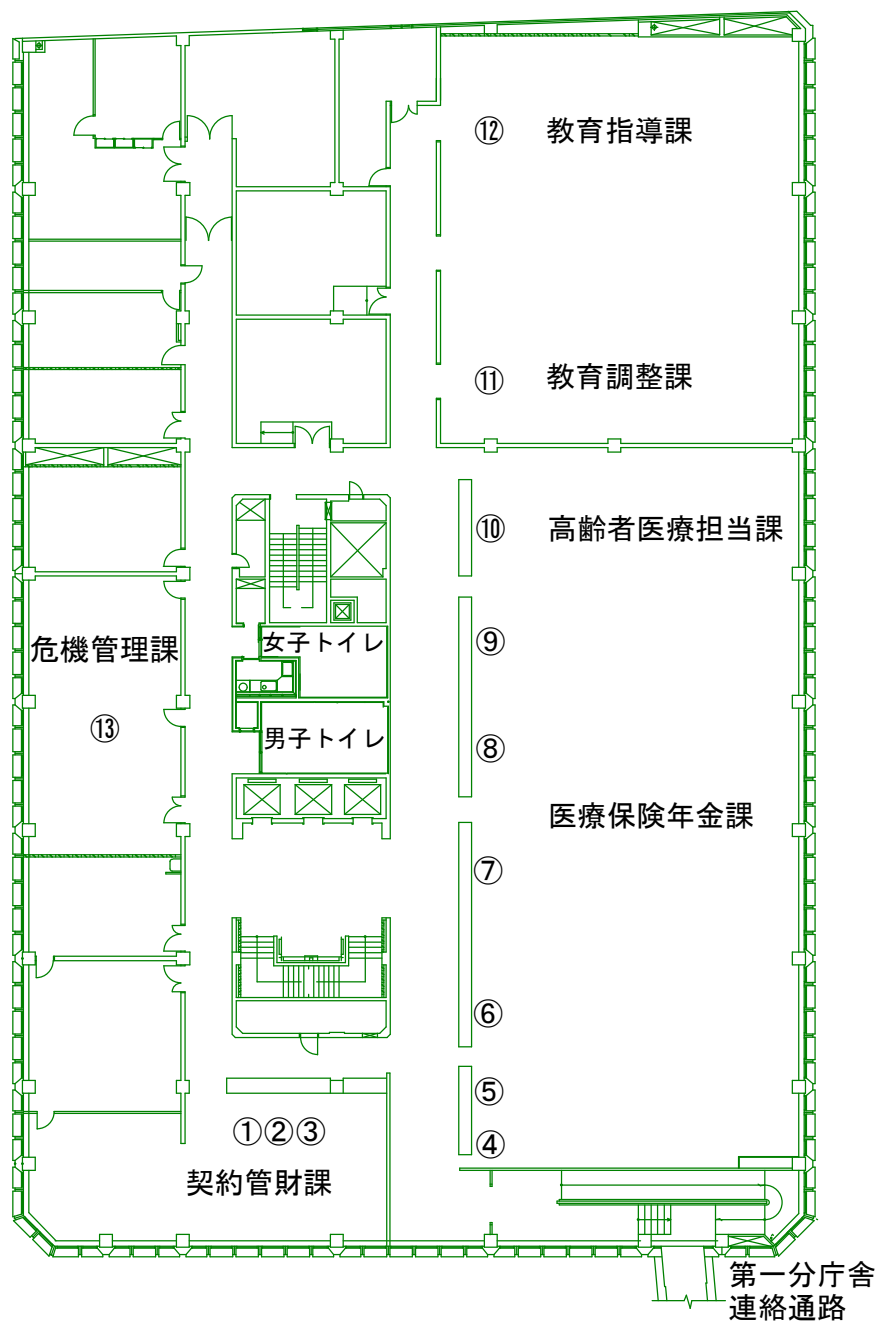 ⑫ 教育指導課
⑪ 教育調整課
⑩ 高齢者医療担当課
⑨
危機管理課
女子トイレ
⑬
男子トイレ
⑧
医療保険年金課
⑦
⑥
⑤
①②③
④
契約管財課
第一分庁舎
連絡通路